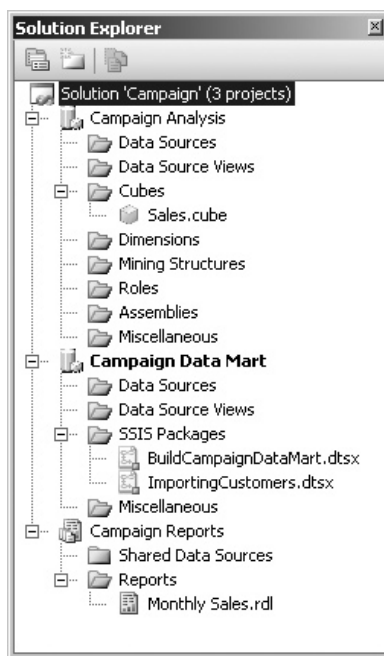 Solution Explorer
Solution 'Campaign' (3 projects)
Campaign Analysis
Data Sources
Data Source Views
Cubes
Sales.cube
Dimensions
Mining Structures
Roles
Assemblies
Miscellaneous
Campaign Data Mart
Data Sources
Data Source Views
SSIS Packages
BuildCampaignDataMart.dtsx
ImportingCustomers.dtsx
Miscellaneous
Campaign Reports
Shared Data Sources
Reports
Monthly Sales.rdl